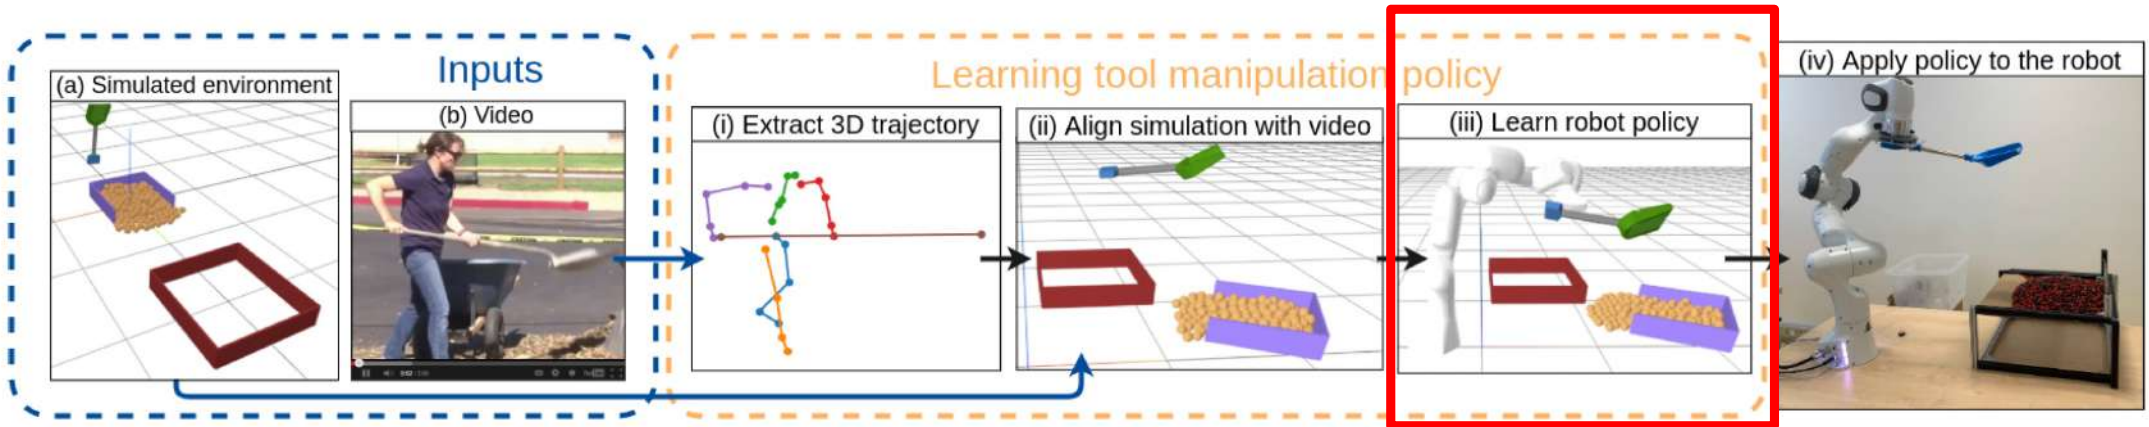 Inputs
(a) Simulated environment
(b) Video
Learning tool manipulation policy
(i) Extract 3D trajectory
(ii) Align simulation with video
(iii) Learn robot policy
(iv) Apply policy to the robot